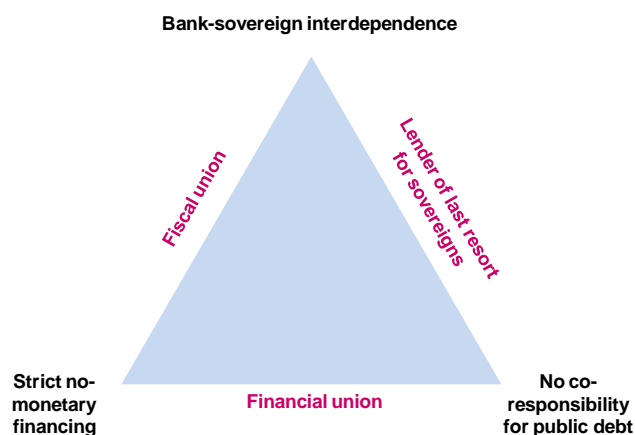 Bank-sovereign interdependence
Fiscal union
Lender of last resort
for sovereigns
Strict no-
monetary
financing
Financial union
No co-
responsibility
for public debt